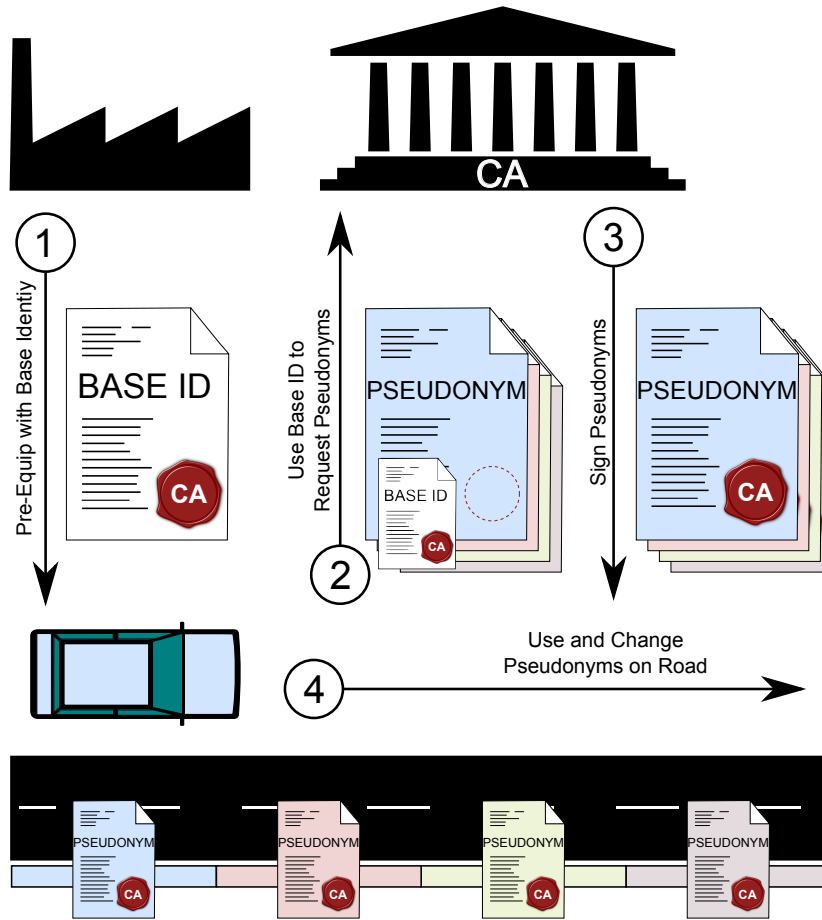 CA
1
Pre-Equip with Base Identiy
BASE ID
CA
Use Base ID to
Request Pseudonyms
2
PSEUDONYM
BASE ID
CA
3
Sign Pseudonyms
PSEUDONYM
CA
4
Use and Change
Pseudonyms on Road
PSEUDONYM
CA
PSEUDONYM
CA
PSEUDONYM
CA
PSEUDONYM
CA